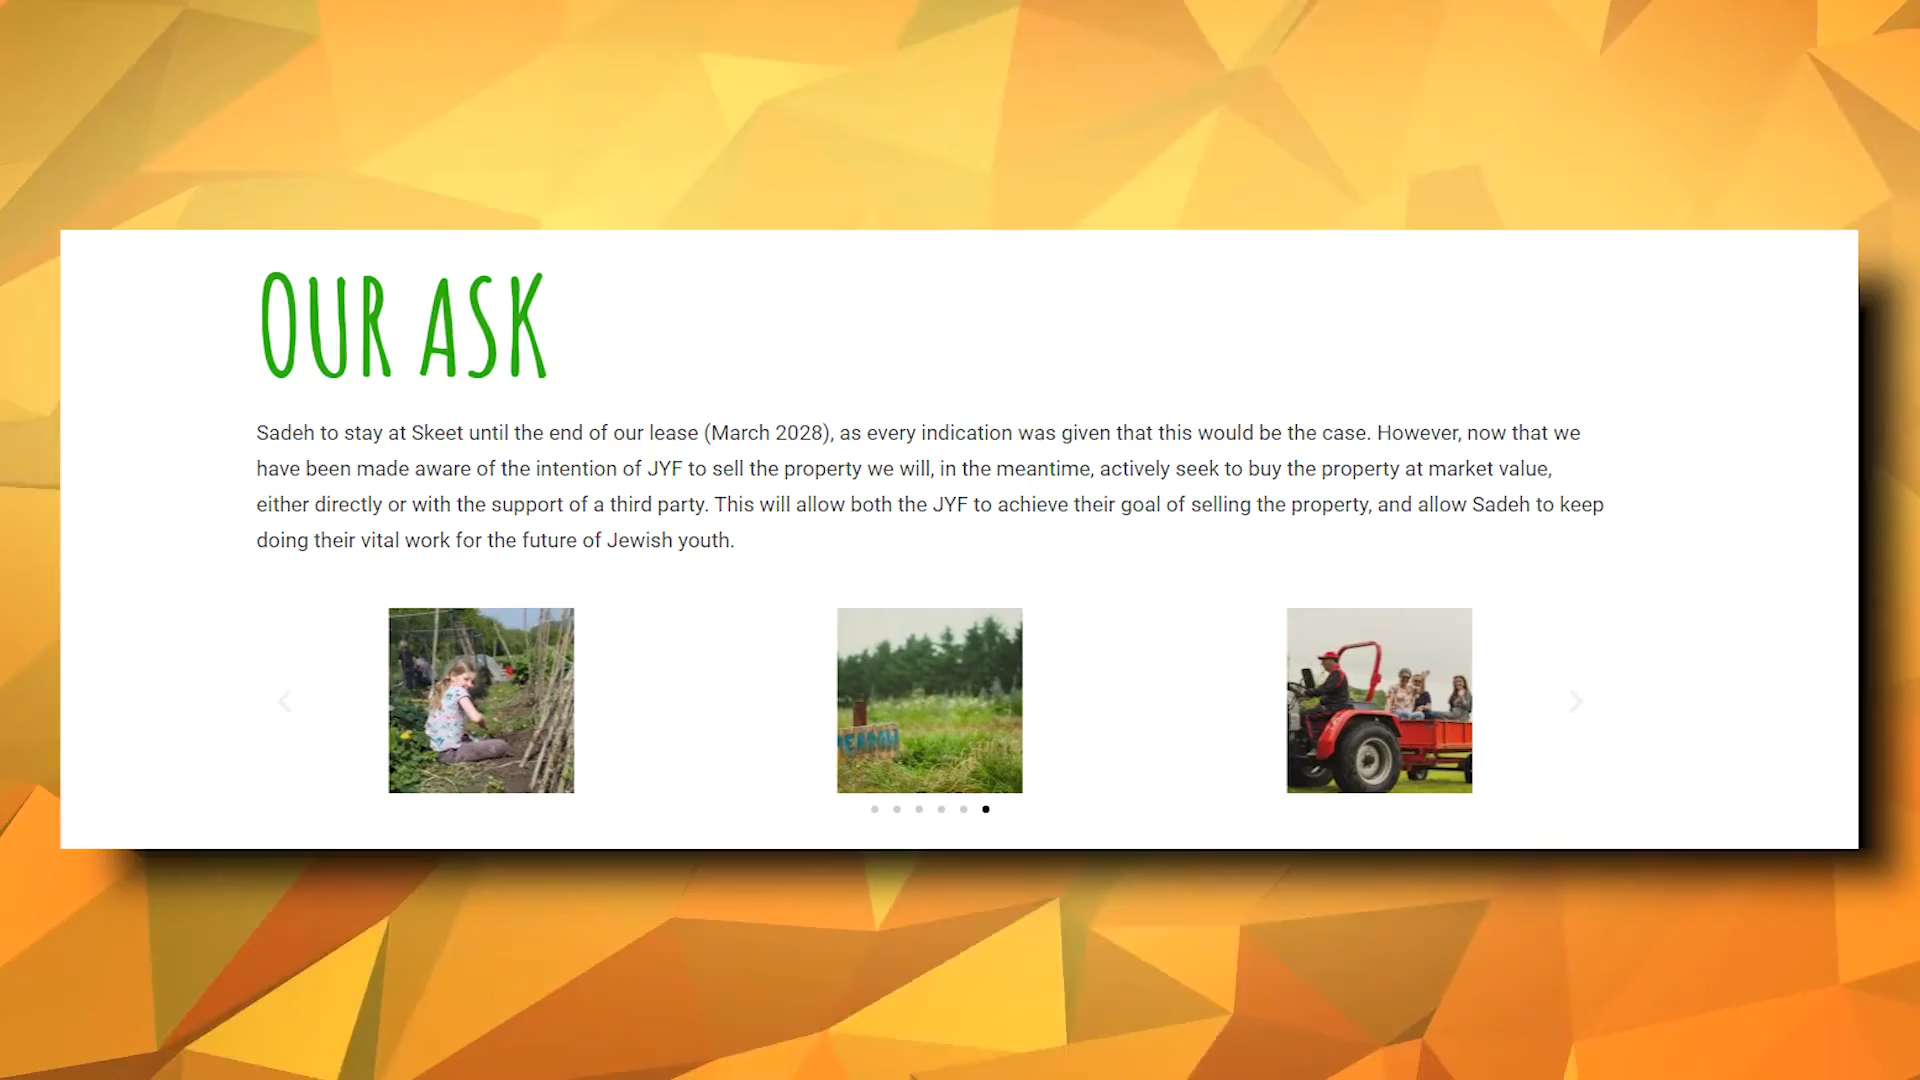 OUR ASK
Sadeh to stay at Skeet until the end of our lease (March 2028), as every indication was given that this would be the case. However, now that we
have been made aware of the intention of JYF to sell the property we will, in the meantime, actively seek to buy the property at market value,
either directly or with the support of a third party. This will allow both the JYF to achieve their goal of selling the property, and allow Sadeh to keep
doing their vital work for the future of Jewish youth.